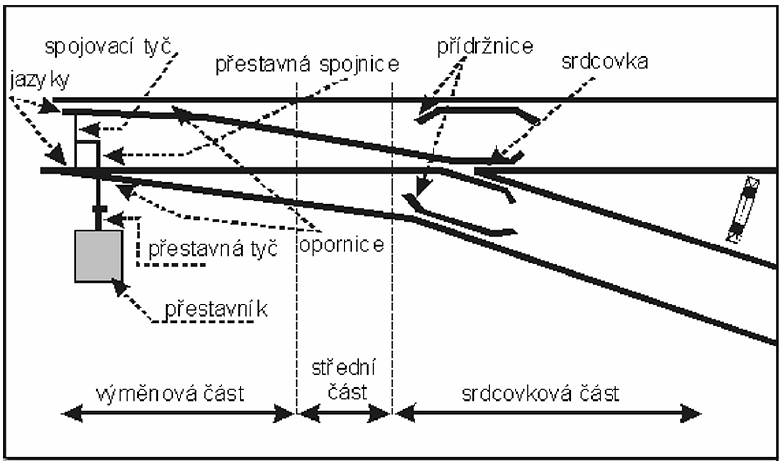 spojovací tyč
přídržnice
jazyky
přestavná spojnice
srdcovka
přestavná tyč
opornice
přestavník
výměnová část
střední
část
srdcovková část